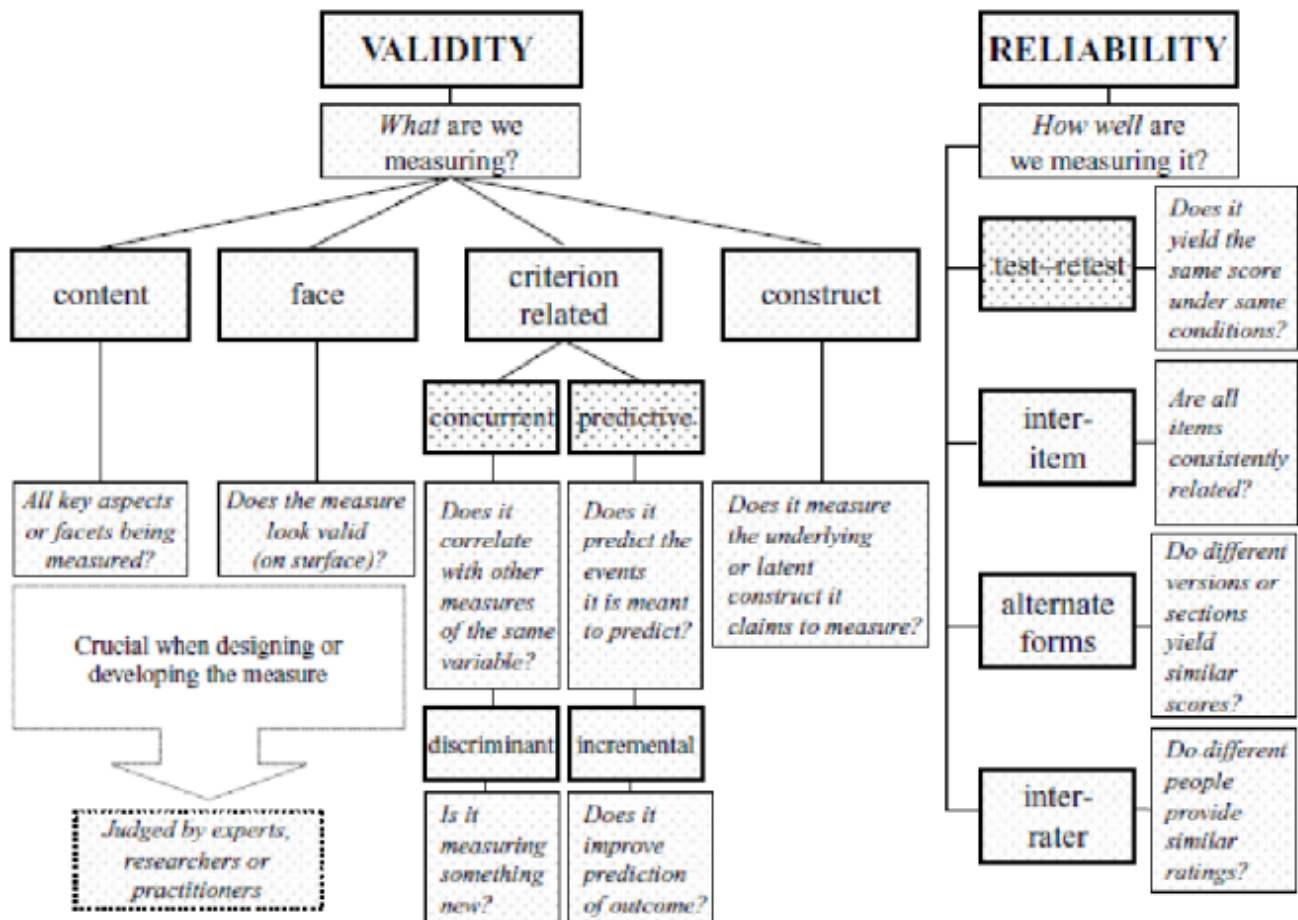 VALIDITY
What are we
measuring?
content
face
criterion
related
construct
concurrent
predictive
All key aspects
or facets being
measured?
Does the measure
look valid
(on surface)?
Does it
correlate
with other
measures
of the same
variable?
Does it
predict the
events
it is meant
to predict?
Does it measure
the underlying
or latent
construct it
claims to measure?
Crucial when designing or
developing the measure
Judged by experts,
researchers or
practitioners
discriminant
incremental
Is it
measuring
something
new?
Does it
improve
prediction
of outcome?
RELIABILITY
How well are
we measuring it?
test–retest
Does it
yield the
same score
under same
conditions?
inter-
item
Are all
items
consistently
related?
alternate
forms
Do different
versions or
sections
yield
similar
scores?
inter-
rater
Do different
people
provide
similar
ratings?